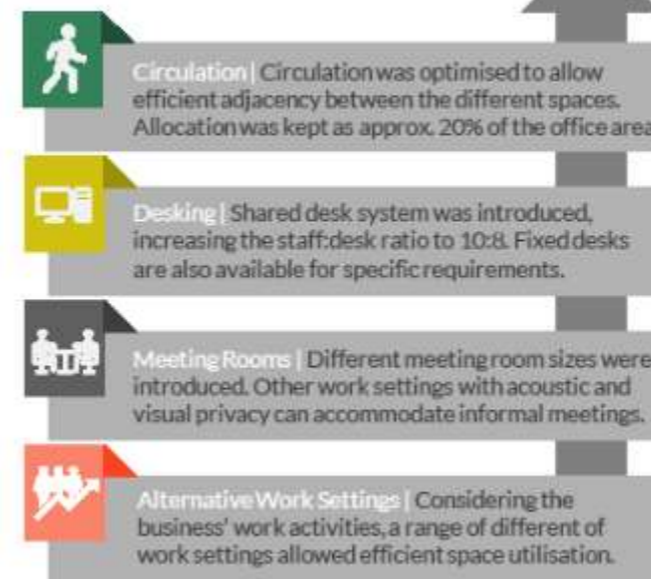 Circulation | Circulation was optimised to allow
efficient adjacency between the different spaces.
Allocation was kept as approx. 20% of the office area
Desking | Shared desk system was introduced,
increasing the staff:desk ratio to 10:8. Fixed desks
are also available for specific requirements.
Meeting Rooms | Different meeting room sizes were
introduced. Other work settings with acoustic and
visual privacy can accommodate informal meetings.
Alternative Work Settings | Considering the
business' work activities, a range of different of
work settings allowed efficient space utilisation.